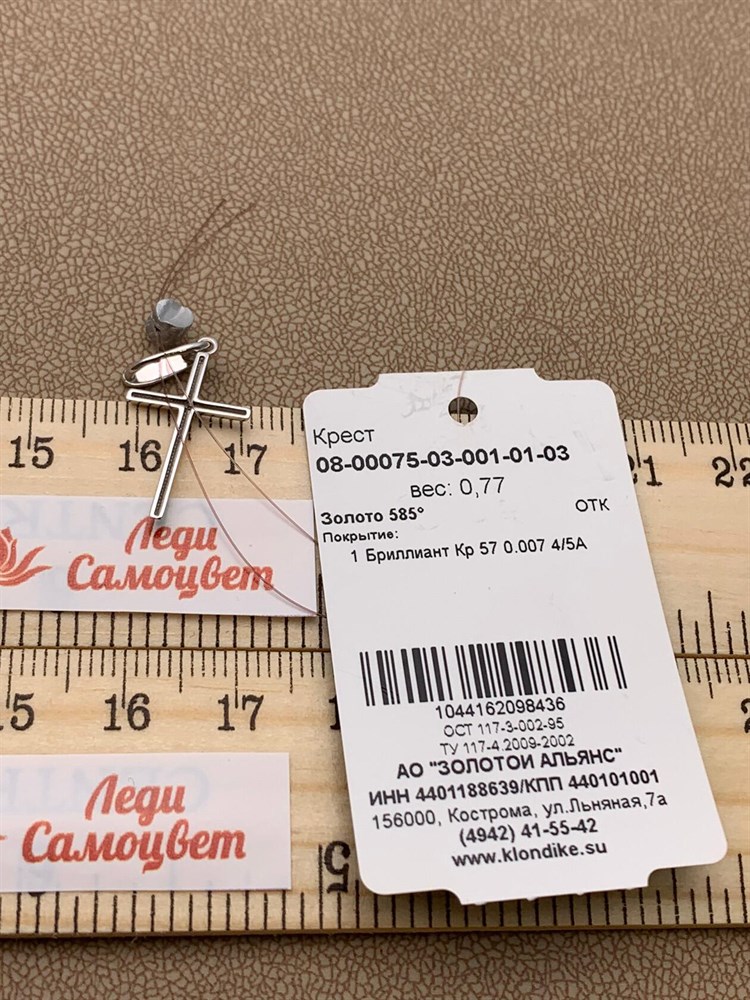 15 16 17 21 22
Леди
Самоцвет
Крест
08-00075-03-001-01-03
вес: 0,77
Золото 585°
ОТК
Покрытие:
1 Бриллиант Кр 57 0.007 4/5А
1044162098436
ОСТ 117-3-002-95
ТУ 117-4.2009-2002
АО "ЗОЛОТОЙ АЛЬЯНС"
ИНН 4401188639/КПП 440101001
156000, Кострома, ул.Льняная,7а
(4942) 41-55-42
www.klondike.su
15 16 17
Леди
Самоцвет
5